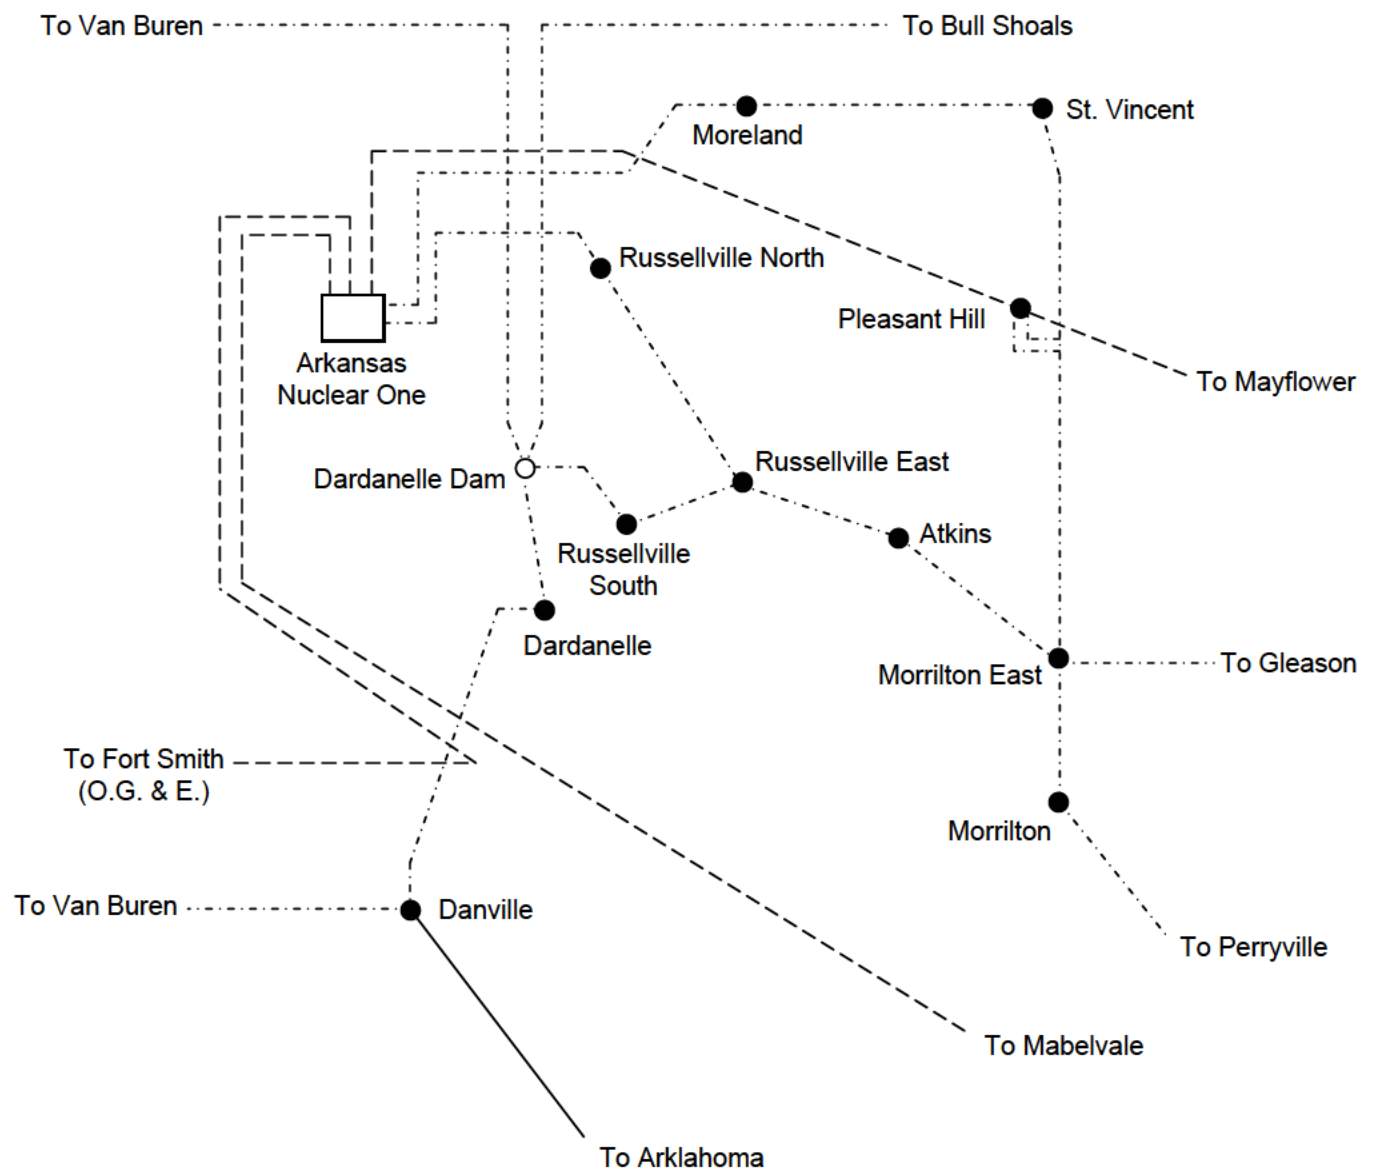 To Van Buren
To Bull Shoals
St. Vincent
Moreland
Russellville North
Pleasant Hill
Arkansas
Nuclear One
To Mayflower
Russellville East
Dardanelle Dam
Atkins
Russellville
South
Dardanelle
To Gleason
Morrilton East
To Fort Smith
(O.G. & E.)
Morrilton
To Van Buren
Danville
To Perryville
To Mabelvale
To Arklahoma